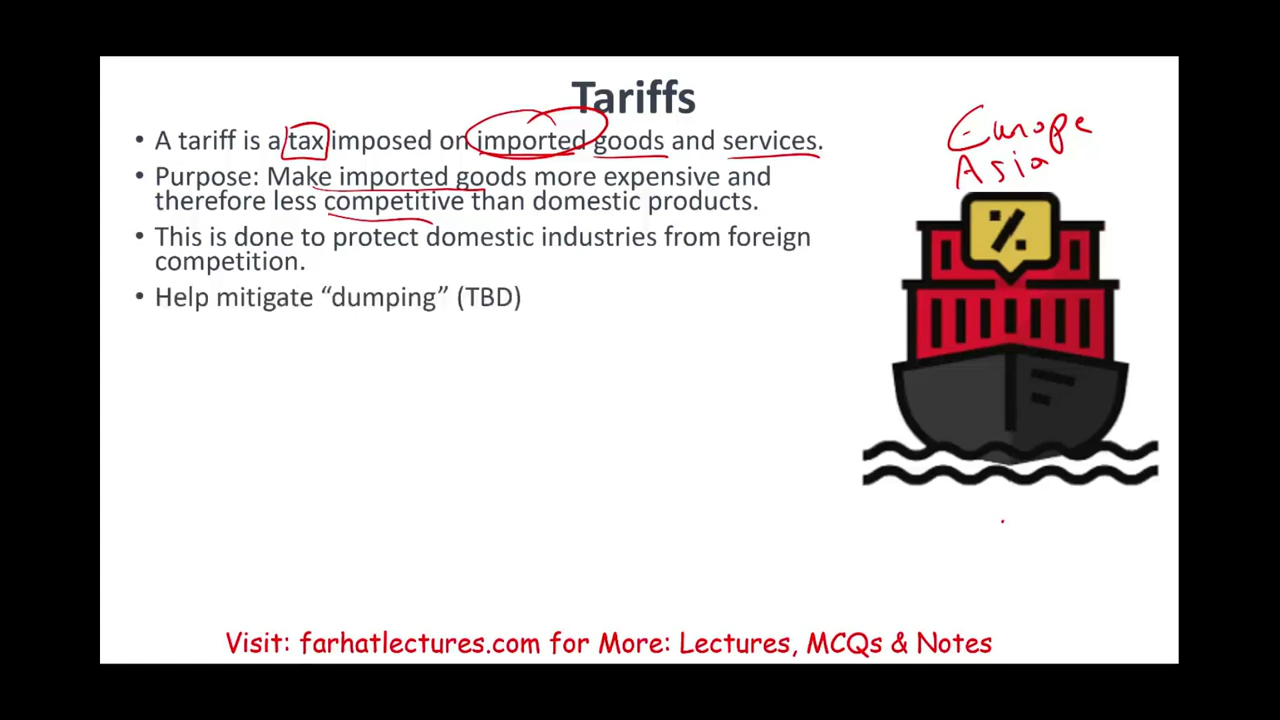 Tariffs
• A tariff is a tax imposed on imported goods and services.
• Purpose: Make imported goods more expensive and
therefore less competitive than domestic products.
• This is done to protect domestic industries from foreign
competition.
• Help mitigate “dumping” (TBD)
Europe
Asia
%
Visit: farhatlectures.com for More: Lectures, MCQs & Notes